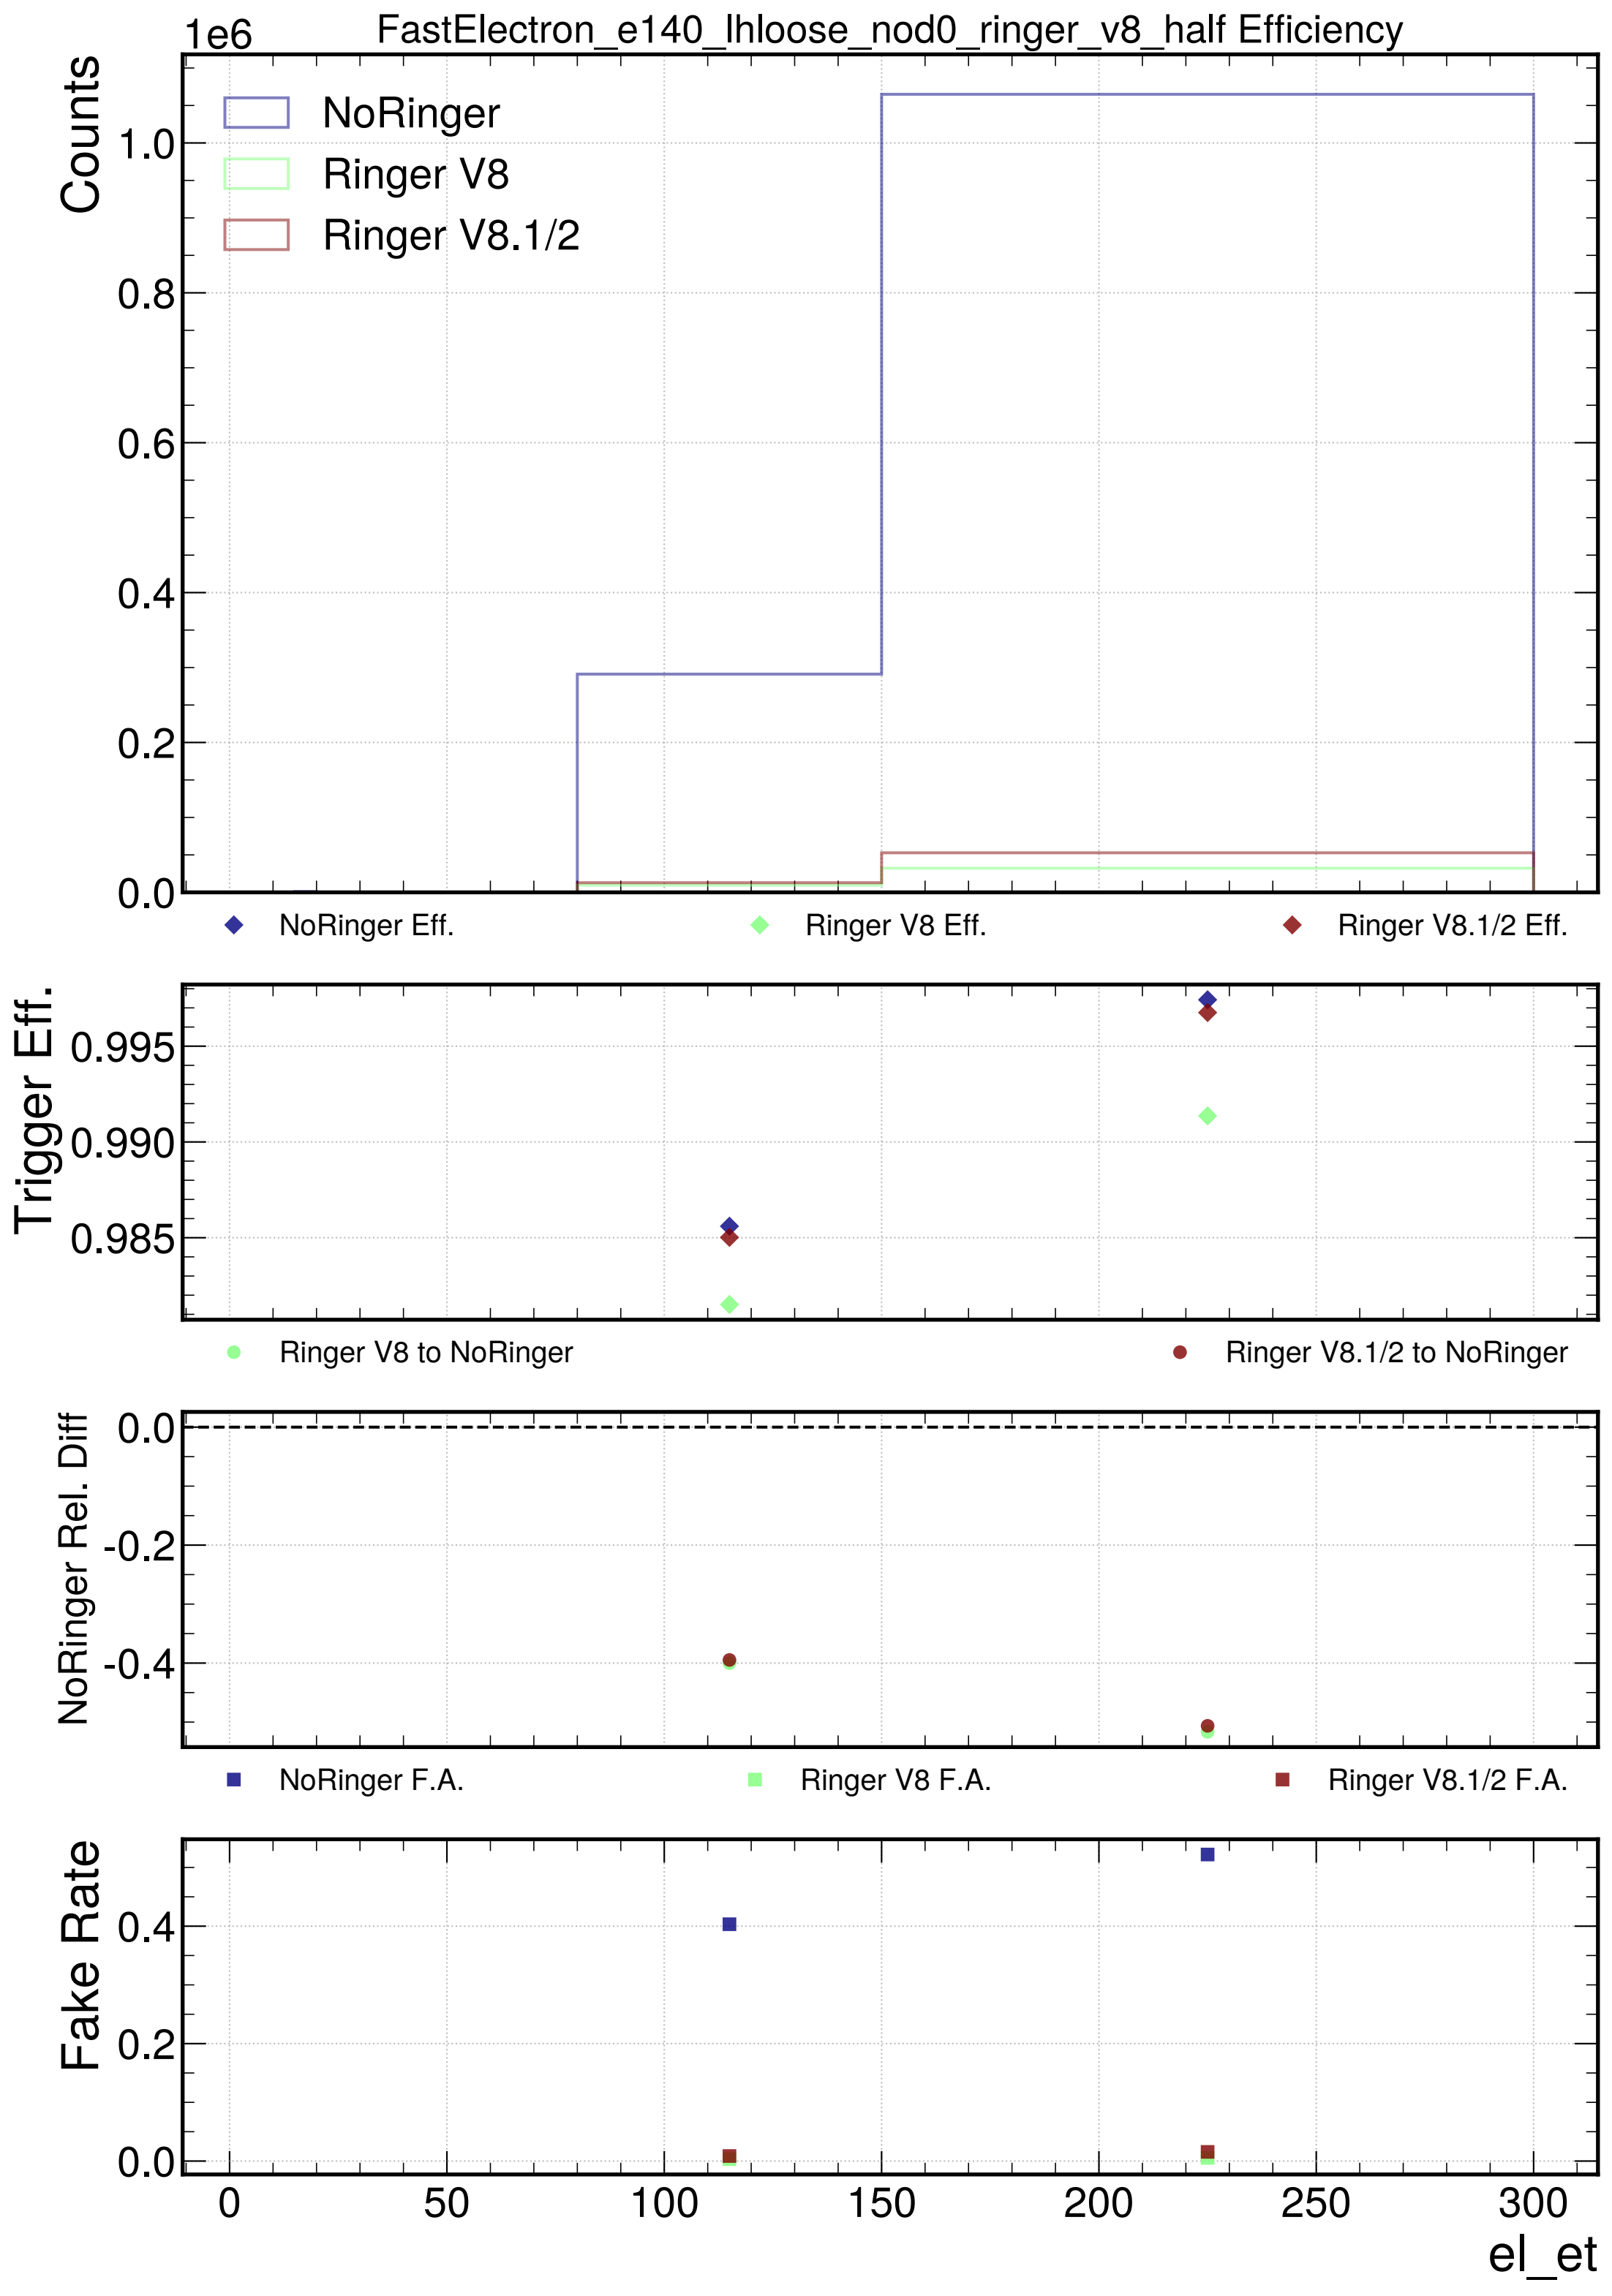 1e6 FastElectron_e140_lhloose_nod0_ringer_v8_half Efficiency
Counts
NoRinger
Ringer V8
Ringer V8.1/2
1.0
0.8
0.6
0.4
0.2
0.0
NoRinger Eff. Ringer V8 Eff. Ringer V8.1/2 Eff.
Trigger Eff.
0.995
0.990
0.985
Ringer V8 to NoRinger Ringer V8.1/2 to NoRinger
NoRinger Rel. Diff
0.0
-0.2
-0.4
NoRinger F.A. Ringer V8 F.A. Ringer V8.1/2 F.A.
Fake Rate
0.4
0.2
0.0
0 50 100 150 200 250 300
el_et